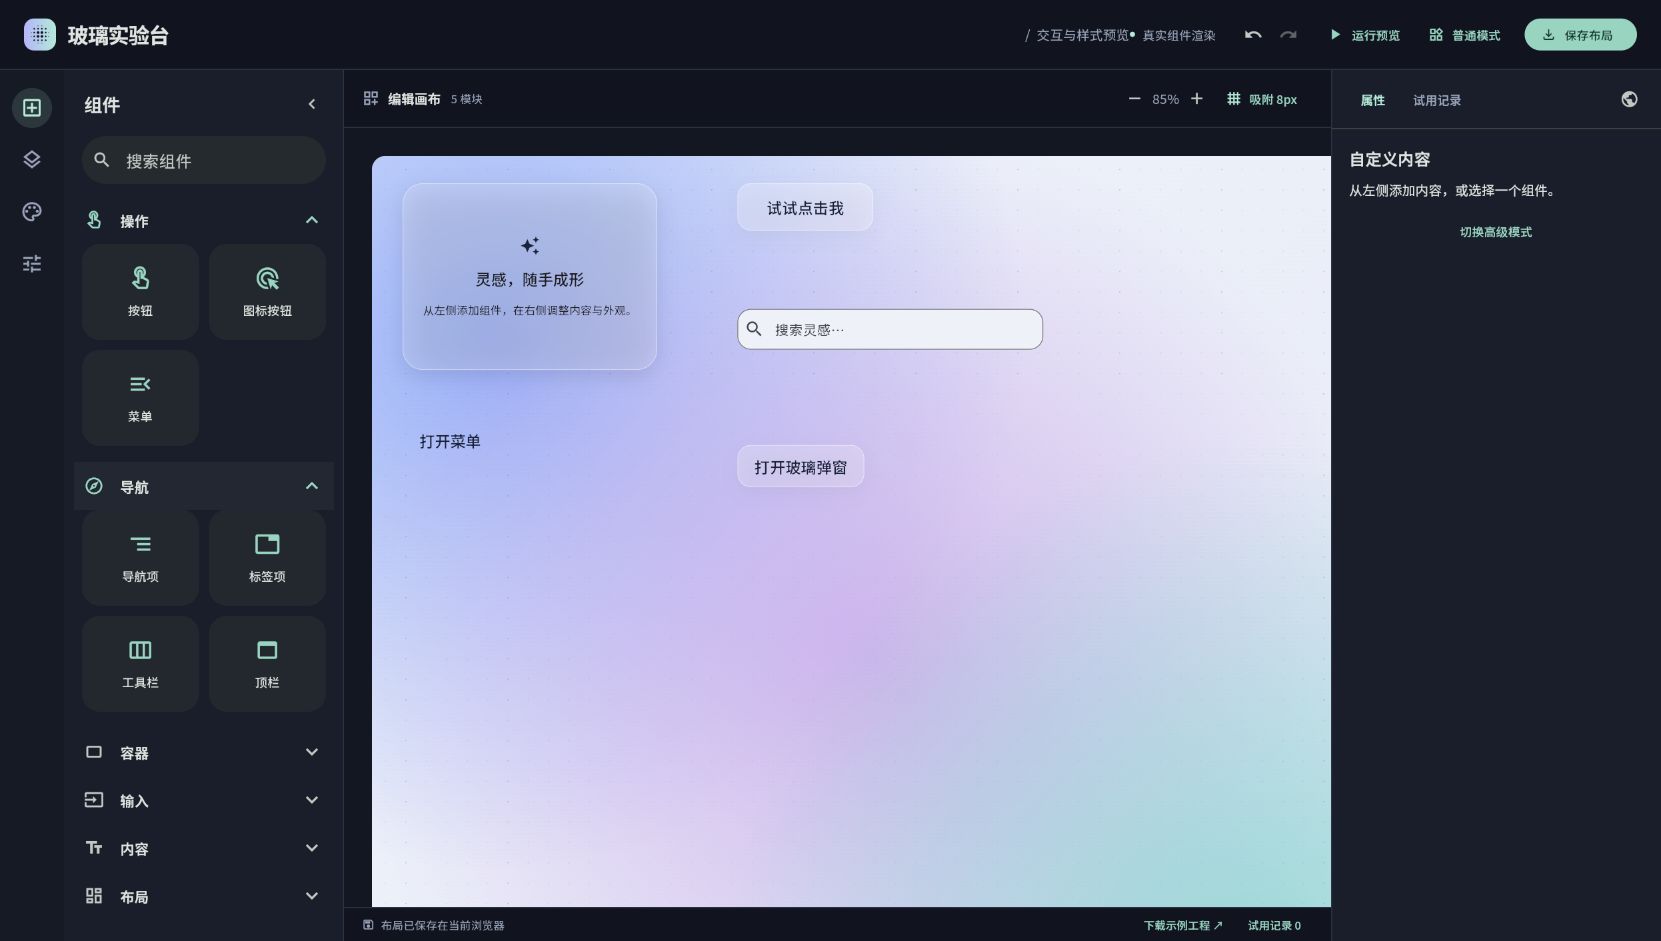 玻璃实验台
/ 交互与样式预览• 真实组件渲染
运行预览
普通模式
保存布局
组件
搜索组件
操作
按钮
图标按钮
菜单
导航
导航项
标签项
工具栏
顶栏
容器
输入
内容
布局
编辑画布 5 模块
85%
吸附 8px
灵感，随手成形
从左侧添加组件，在右侧调整内容与外观。
试试点击我
搜索灵感…
打开菜单
打开玻璃弹窗
布局已保存在当前浏览器
下载示例工程 ↗
试用记录 0
属性
试用记录
自定义内容
从左侧添加内容，或选择一个组件。
切换高级模式